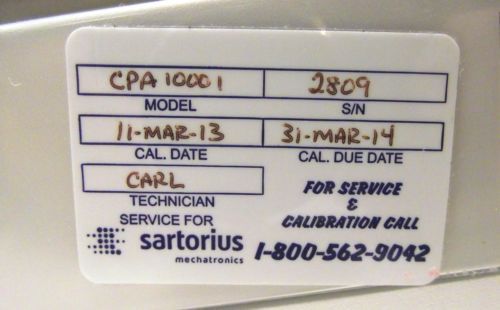 CPA 10001 2809
MODEL S/N
11-MAR-13 31-MAR-14
CAL. DATE CAL. DUE DATE
CARL FOR SERVICE
TECHNICIAN &
SERVICE FOR CALIBRATION CALL
sartorius 1-800-562-9042
mechatronics